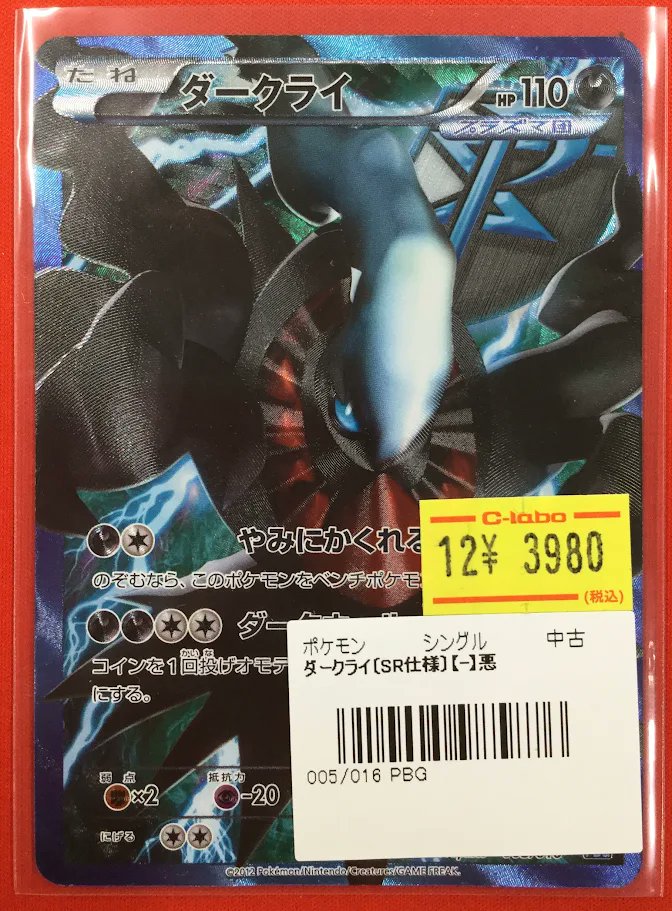 たね ダークライ HP110
プラズマ団
やみにかくれる
のぞむなら、このポケモンをベンチポケモ
C-labo
12¥ 3980
(税込)
ダーク
コインを1回投げオモテ
かい な
にする。
ポケモン シングル 中古
ダークライ〔SR仕様〕【-】悪
005/016 PBG
弱点 抵抗力
×2 -20
にげる
©2012 Pokémon/Nintendo/Creatures/GAME FREAK.